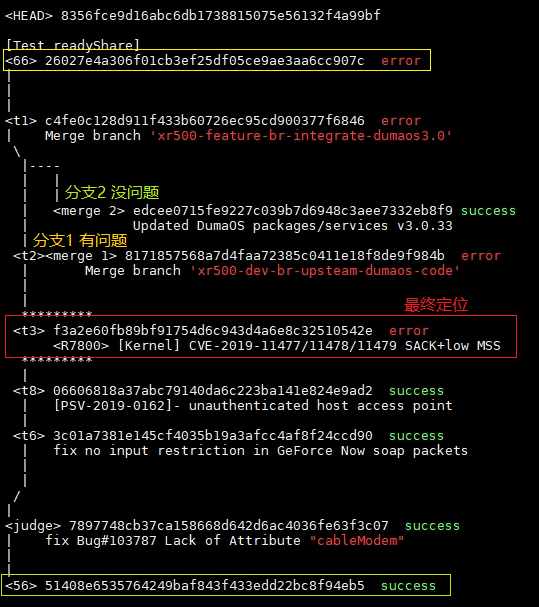 <HEAD> 8356fce9d16abc6db1738815075e56132f4a99bf
[Test readyShare]
<66> 26027e4a306f01cb3ef25df05ce9ae3aa6cc907c error
<t1> c4fe0c128d911f433b60726ec95cd900377f6846 error
Merge branch 'xr500-feature-br-integrate-dumaos3.0'
分支2 没问题
<merge 2> edcee0715fe9227c039b7d6948c3aee7332eb8f9 success
Updated DumaOS packages/services v3.0.33
分支1 有问题
<t2><merge 1> 8171857568a7d4faa72385c0411e18f8de9f984b error
Merge branch 'xr500-dev-br-upsteam-dumaos-code'
最终定位
*********
<t3> f3a2e60fb89bf91754d6c943d4a6e8c32510542e error
<R7800> [Kernel] CVE-2019-11477/11478/11479 SACK+low MSS
*********
<t8> 06606818a37abc79140da6c223ba141e824e9ad2 success
[PSV-2019-0162]- unauthenticated host access point
<t6> 3c01a7381e145cf4035b19a3afcc4af8f24ccd90 success
fix no input restriction in GeForce Now soap packets
<judge> 7897748cb37ca158668d642d6ac4036fe63f3c07 success
fix Bug#103787 Lack of Attribute "cableModem"
<56> 51408e6535764249baf843f433edd22bc8f94eb5 success